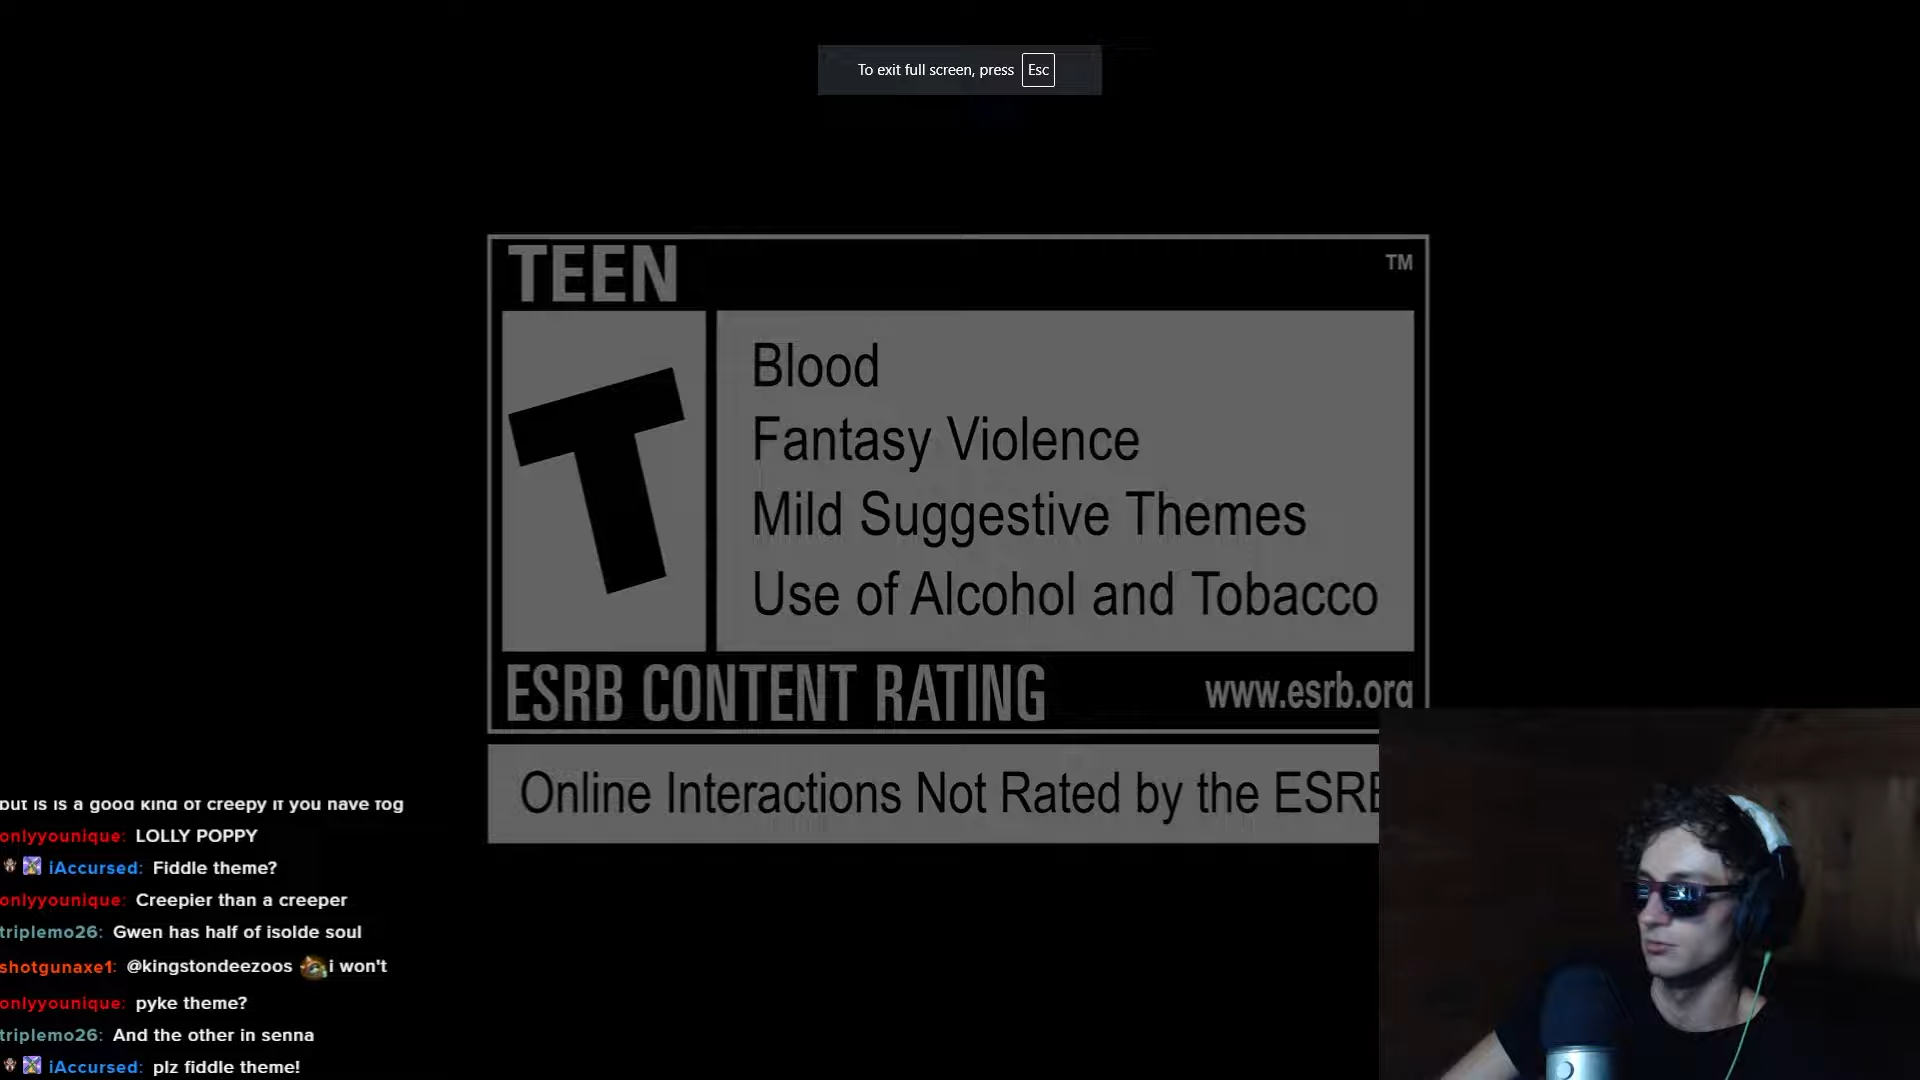 To exit full screen, press Esc
TEEN
TM
T
Blood
Fantasy Violence
Mild Suggestive Themes
Use of Alcohol and Tobacco
ESRB CONTENT RATING
www.esrb.org
Online Interactions Not Rated by the ESRB
but is is a good kind of creepy if you have fog
onlyyounique: LOLLY POPPY
iAccursed: Fiddle theme?
onlyyounique: Creepier than a creeper
triplemo26: Gwen has half of isolde soul
shotgunaxe1: @kingstondeezoos i won't
onlyyounique: pyke theme?
triplemo26: And the other in senna
iAccursed: plz fiddle theme!